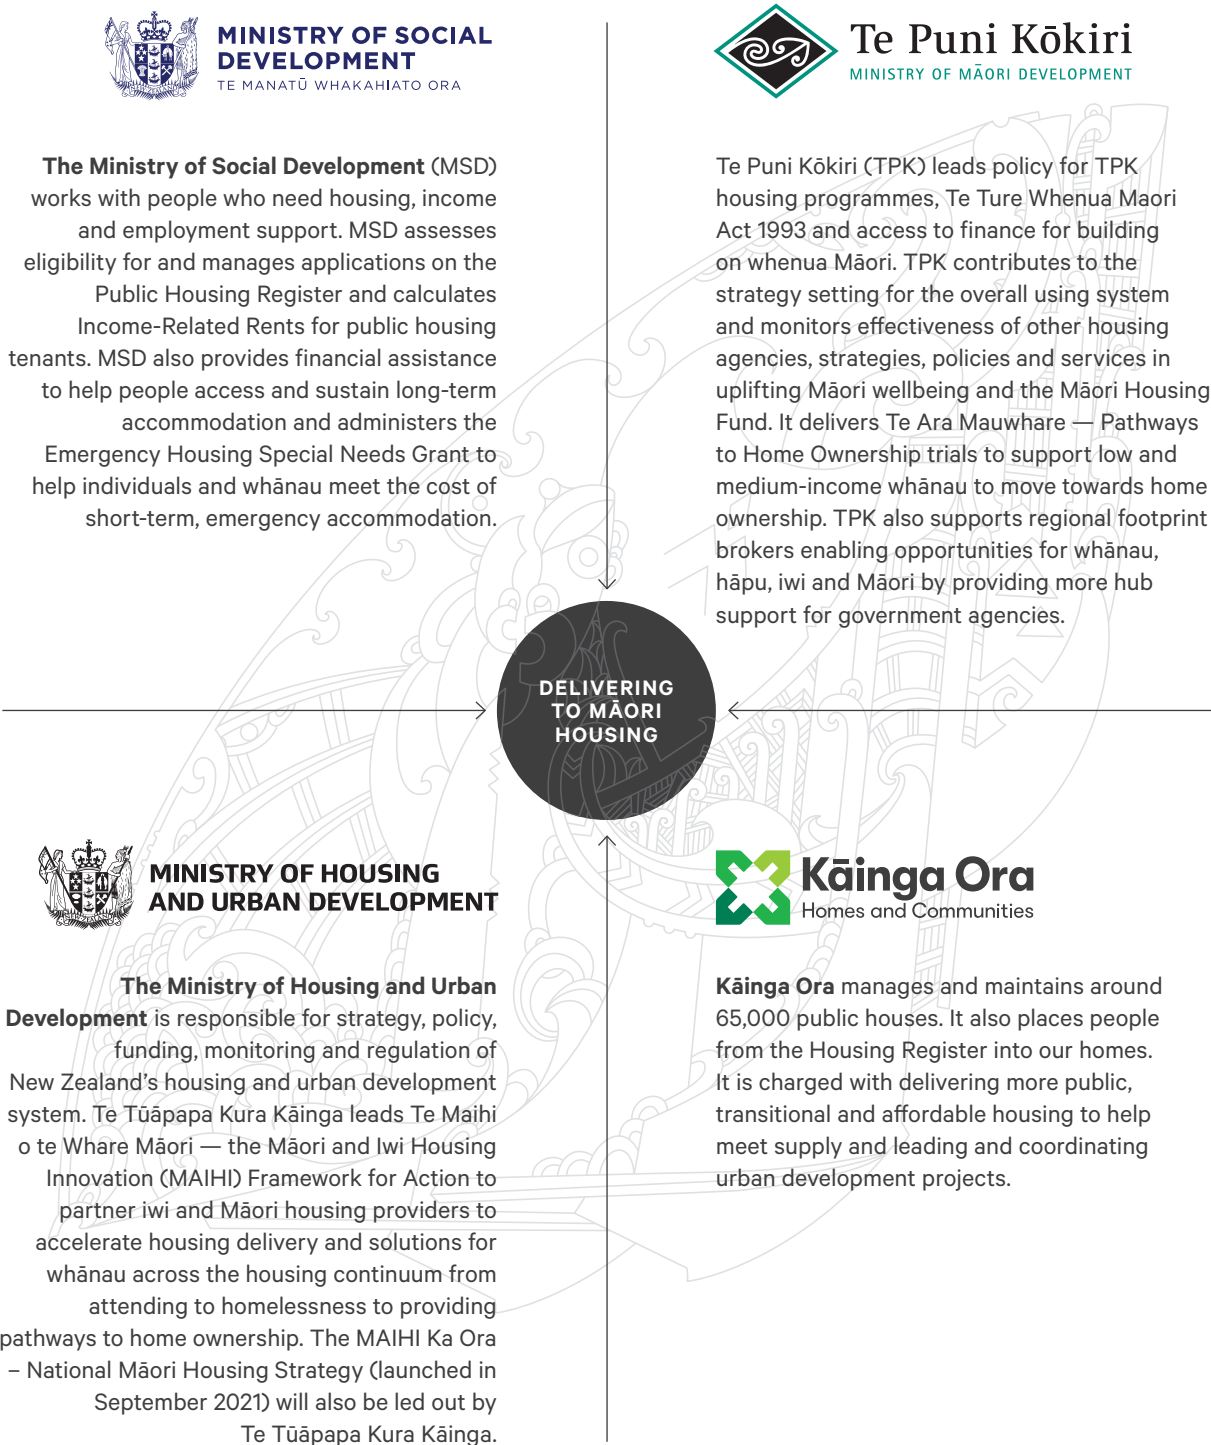 MINISTRY OF SOCIAL
DEVELOPMENT
TE MANATŪ WHAKAHIATO ORA
The Ministry of Social Development (MSD)
works with people who need housing, income
and employment support. MSD assesses
eligibility for and manages applications on the
Public Housing Register and calculates
Income-Related Rents for public housing
tenants. MSD also provides financial assistance
to help people access and sustain long-term
accommodation and administers the
Emergency Housing Special Needs Grant to
help individuals and whānau meet the cost of
short-term, emergency accommodation.
Te Puni Kōkiri
MINISTRY OF MĀORI DEVELOPMENT
Te Puni Kōkiri (TPK) leads policy for TPK
housing programmes, Te Ture Whenua Maori
Act 1993 and access to finance for building
on whenua Māori. TPK contributes to the
strategy setting for the overall using system
and monitors effectiveness of other housing
agencies, strategies, policies and services in
uplifting Māori wellbeing and the Māori Housing
Fund. It delivers Te Ara Mauwhare — Pathways
to Home Ownership trials to support low and
medium-income whānau to move towards home
ownership. TPK also supports regional footprint
brokers enabling opportunities for whānau,
hāpu, iwi and Māori by providing more hub
support for government agencies.
DELIVERING
TO MĀORI
HOUSING
MINISTRY OF HOUSING
AND URBAN DEVELOPMENT
The Ministry of Housing and Urban
Development is responsible for strategy, policy,
funding, monitoring and regulation of
New Zealand's housing and urban development
system. Te Tūāpapa Kura Kāinga leads Te Maihi
o te Whare Māori — the Māori and Iwi Housing
Innovation (MAIHI) Framework for Action to
partner iwi and Māori housing providers to
accelerate housing delivery and solutions for
whānau across the housing continuum from
attending to homelessness to providing
pathways to home ownership. The MAIHI Ka Ora
– National Māori Housing Strategy (launched in
September 2021) will also be led out by
Te Tūāpapa Kura Kāinga.
Kāinga Ora
Homes and Communities
Kāinga Ora manages and maintains around
65,000 public houses. It also places people
from the Housing Register into our homes.
It is charged with delivering more public,
transitional and affordable housing to help
meet supply and leading and coordinating
urban development projects.